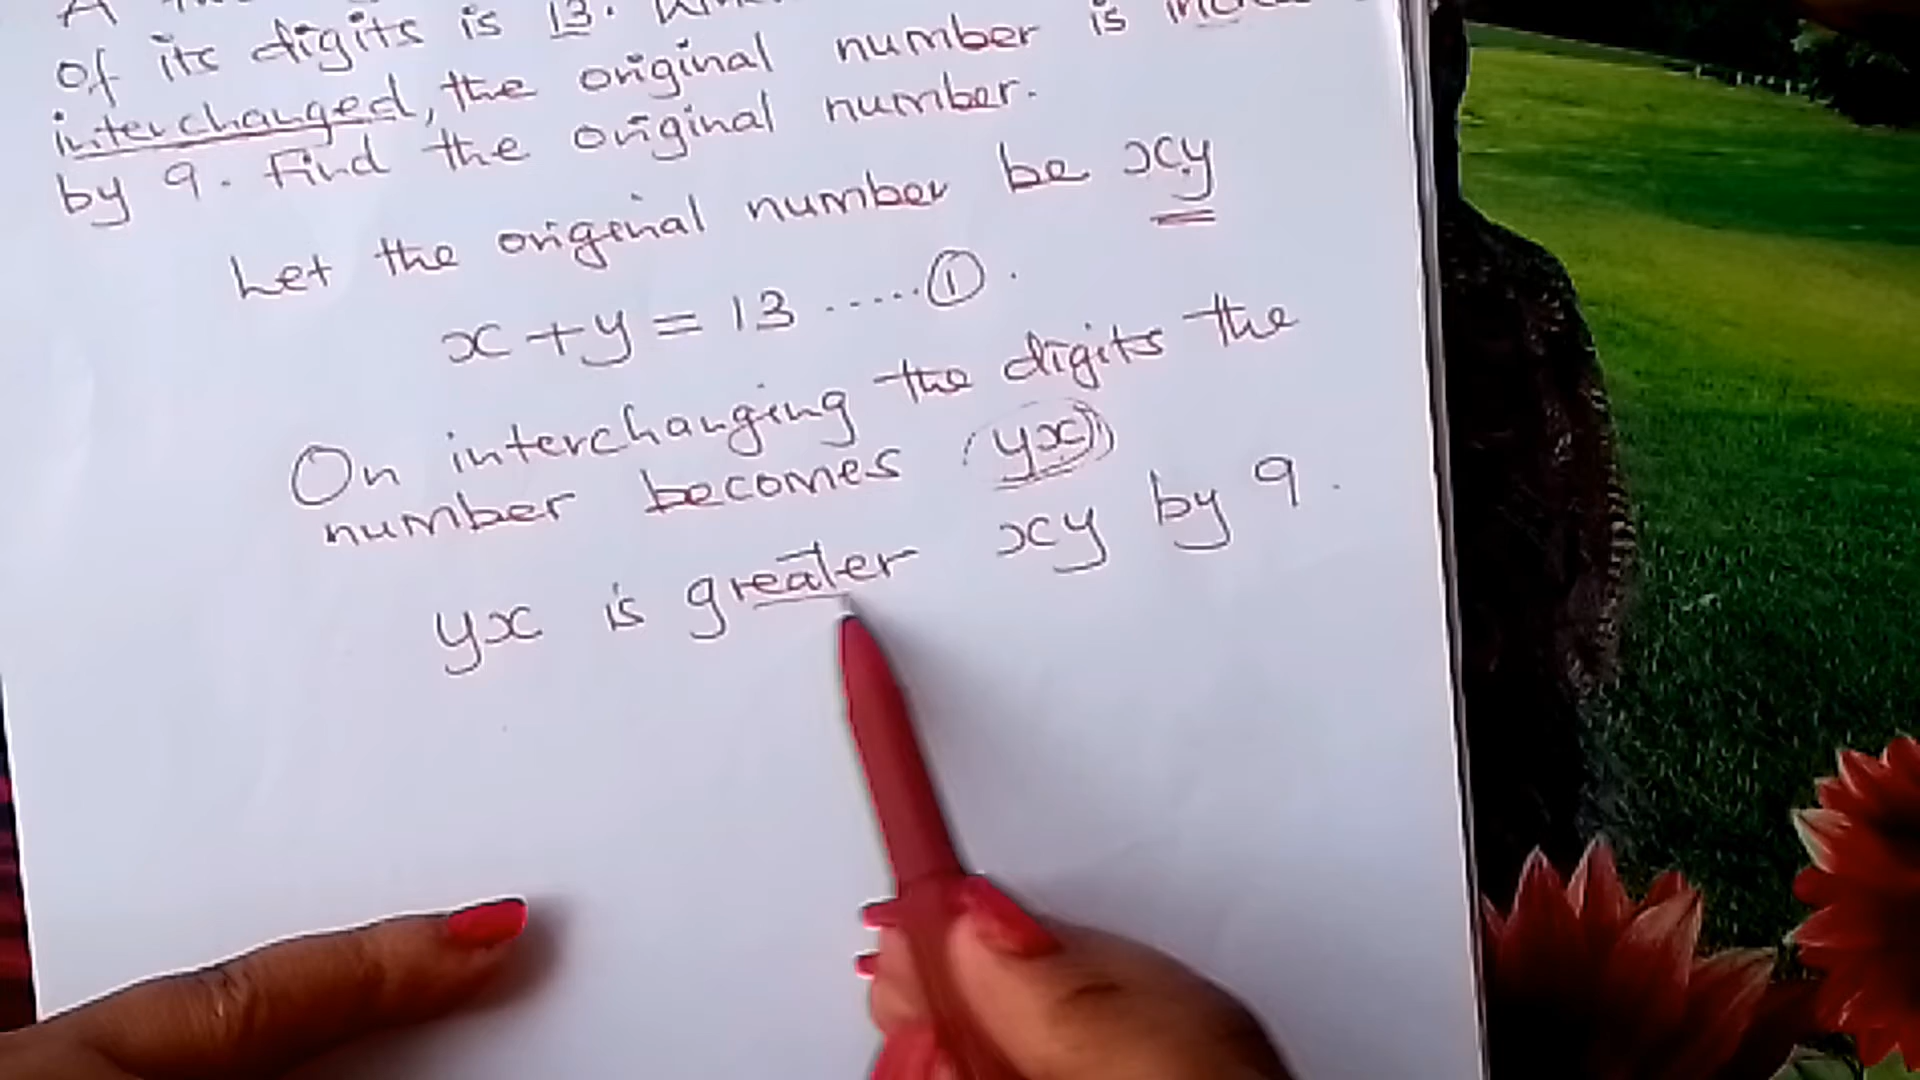 A
of its digits is 13.
interchanged, the original number is
by 9. Find the original number.
Let the original number be xy
x + y = 13 ..... ① .
On interchanging the digits the
number becomes (yx)
yx is greater xy by 9.